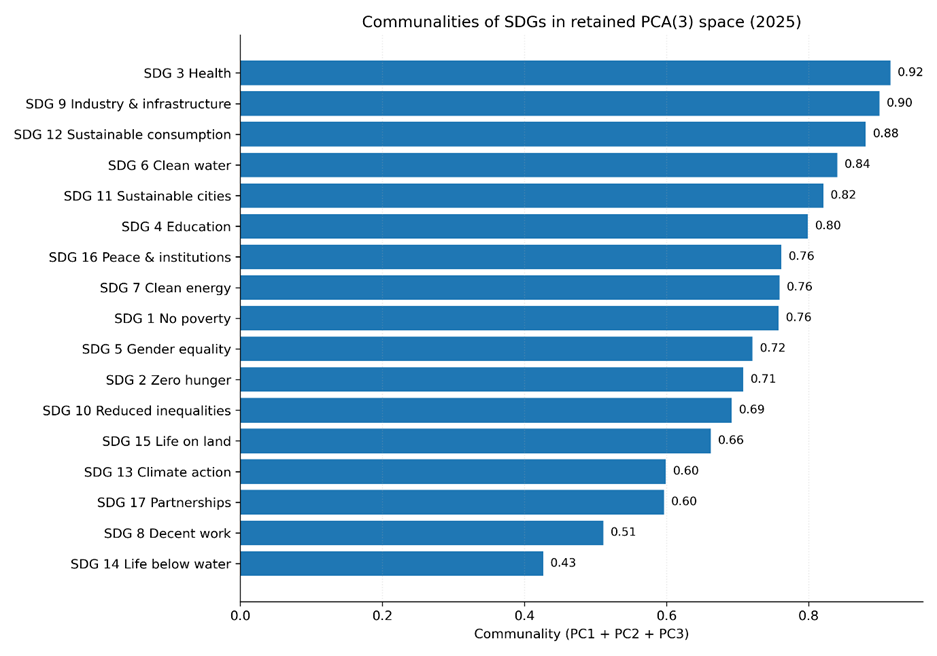 Communalities of SDGs in retained PCA(3) space (2025)
SDG 3 Health 0.92
SDG 9 Industry & infrastructure 0.90
SDG 12 Sustainable consumption 0.88
SDG 6 Clean water 0.84
SDG 11 Sustainable cities 0.82
SDG 4 Education 0.80
SDG 16 Peace & institutions 0.76
SDG 7 Clean energy 0.76
SDG 1 No poverty 0.76
SDG 5 Gender equality 0.72
SDG 2 Zero hunger 0.71
SDG 10 Reduced inequalities 0.69
SDG 15 Life on land 0.66
SDG 13 Climate action 0.60
SDG 17 Partnerships 0.60
SDG 8 Decent work 0.51
SDG 14 Life below water 0.43
0.0 0.2 0.4 0.6 0.8
Communality (PC1 + PC2 + PC3)